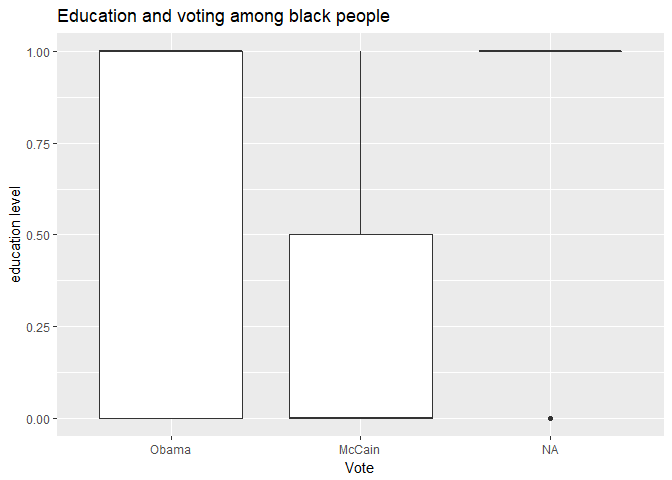 Education and voting among black people
education level
1.00
0.75
0.50
0.25
0.00
Obama
McCain
NA
Vote